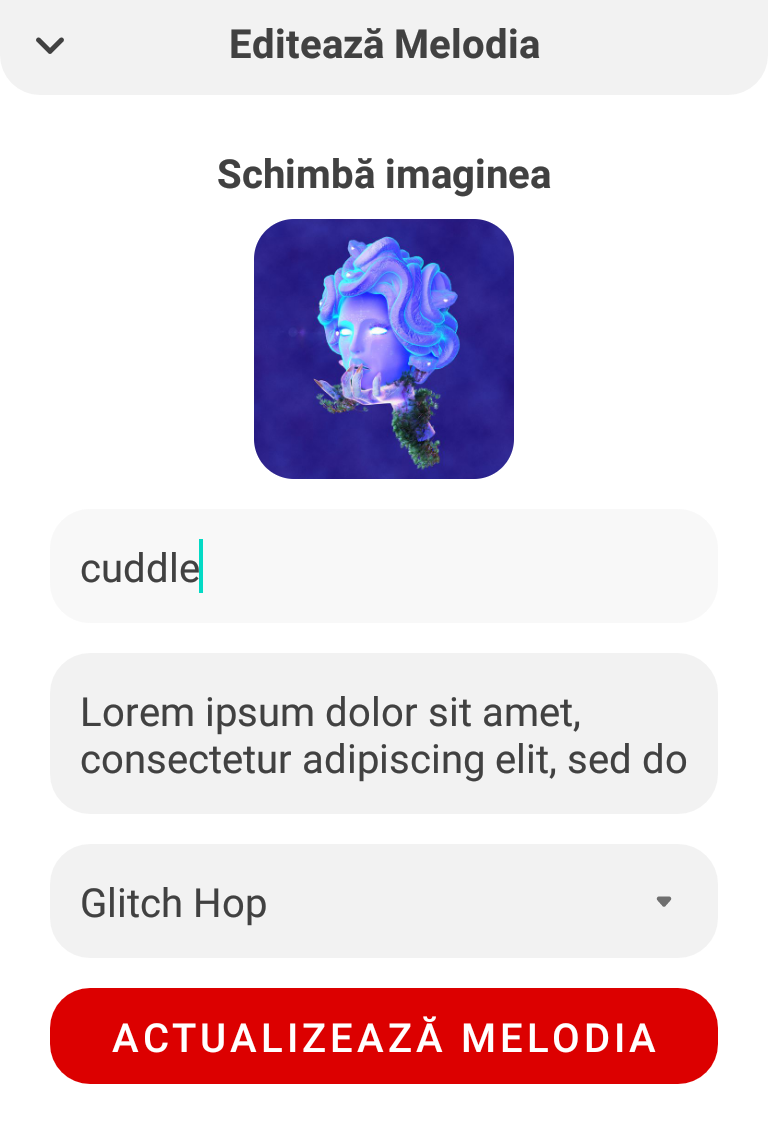 Editează Melodia
Schimbă imaginea
cuddle
Lorem ipsum dolor sit amet,
consectetur adipiscing elit, sed do
Glitch Hop
ACTUALIZEAZĂ MELODIA